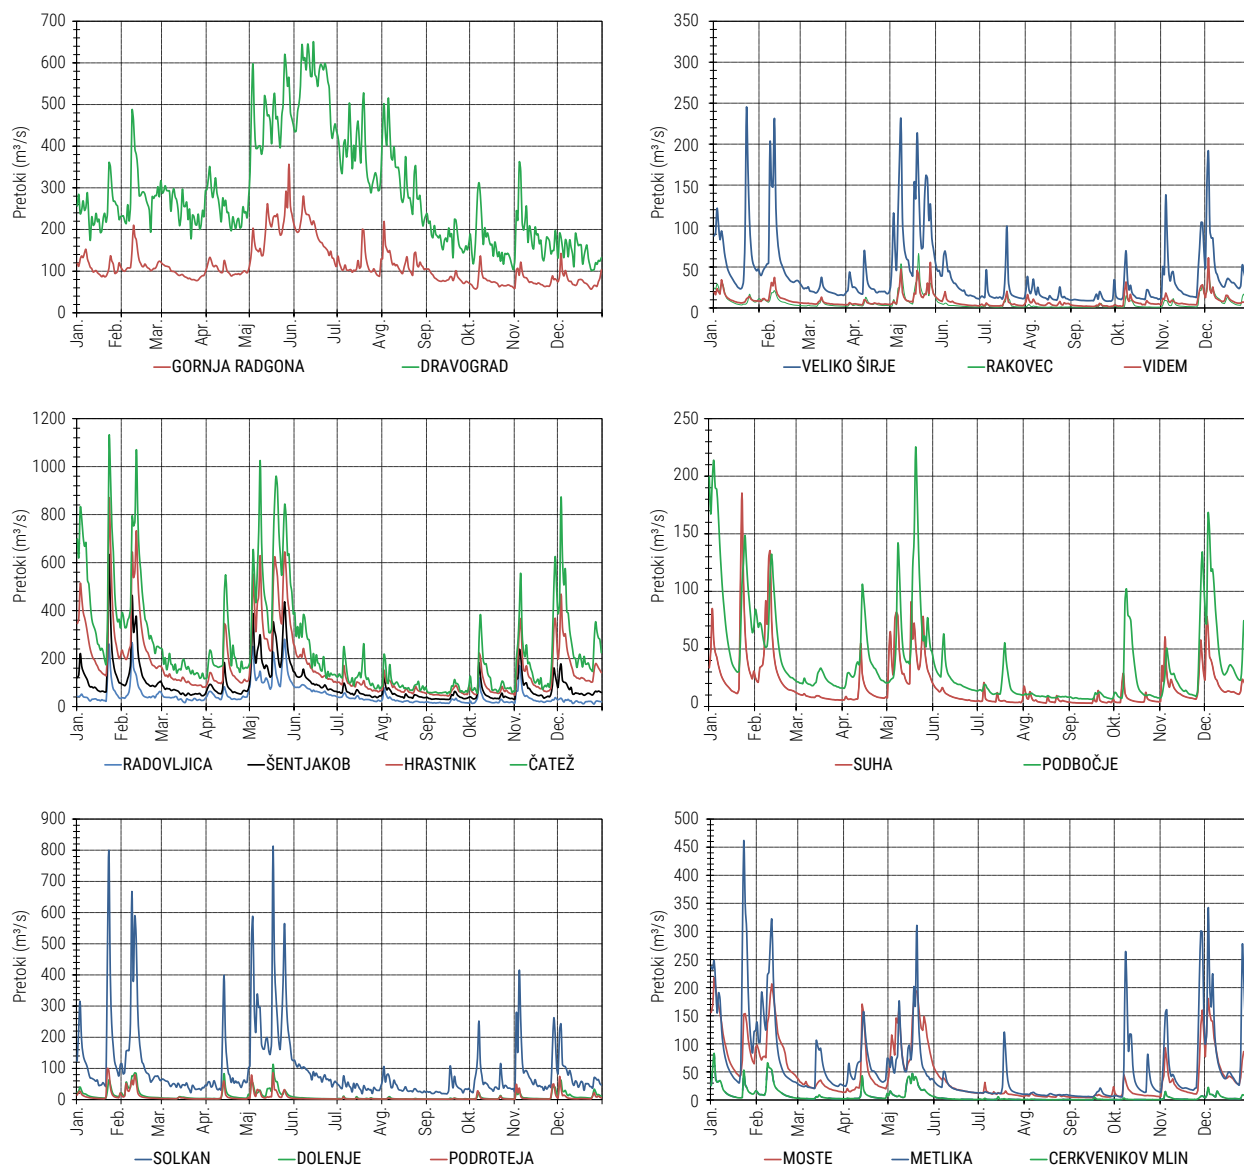 Pretoki (m³/s)
700
600
500
400
300
200
100
0
Jan.
Feb.
Mar.
Apr.
Maj
Jun.
Jul.
Avg.
Sep.
Okt.
Nov.
Dec.
GORNJA RADGONA
DRAVOGRAD
Pretoki (m³/s)
350
300
250
200
150
100
50
0
Jan.
Feb.
Mar.
Apr.
Maj
Jun.
Jul.
Avg.
Sep.
Okt.
Nov.
Dec.
VELIKO ŠIRJE
RAKOVEC
VIDEM
Pretoki (m³/s)
1200
1000
800
600
400
200
0
Jan.
Feb.
Mar.
Apr.
Maj
Jun.
Jul.
Avg.
Sep.
Okt.
Nov.
Dec.
RADOVLJICA
ŠENTJAKOB
HRASTNIK
ČATEŽ
Pretoki (m³/s)
250
200
150
100
50
0
Jan.
Feb.
Mar.
Apr.
Maj
Jun.
Jul.
Avg.
Sep.
Okt.
Nov.
Dec.
SUHA
PODBOČJE
Pretoki (m³/s)
900
800
700
600
500
400
300
200
100
0
Jan.
Feb.
Mar.
Apr.
Maj
Jun.
Jul.
Avg.
Sep.
Okt.
Nov.
Dec.
SOLKAN
DOLENJE
PODROTEJA
Pretoki (m³/s)
500
450
400
350
300
250
200
150
100
50
0
Jan.
Feb.
Mar.
Apr.
Maj
Jun.
Jul.
Avg.
Sep.
Okt.
Nov.
Dec.
MOSTE
METLIKA
CERKVENIKOV MLIN